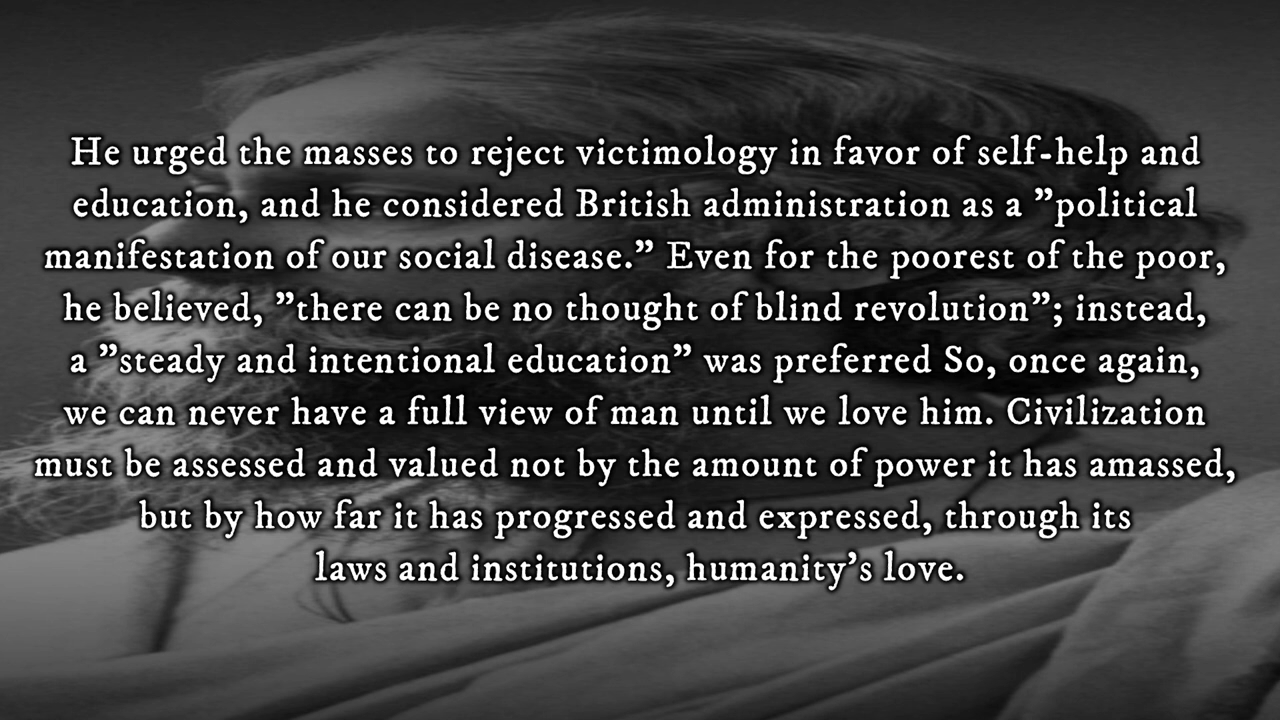 He urged the masses to reject victimology in favor of self-help and
education, and he considered British administration as a ”political
manifestation of our social disease.” Even for the poorest of the poor,
he believed, ”there can be no thought of blind revolution”; instead,
a ”steady and intentional education” was preferred So, once again,
we can never have a full view of man until we love him. Civilization
must be assessed and valued not by the amount of power it has amassed,
but by how far it has progressed and expressed, through its
laws and institutions, humanity’s love.